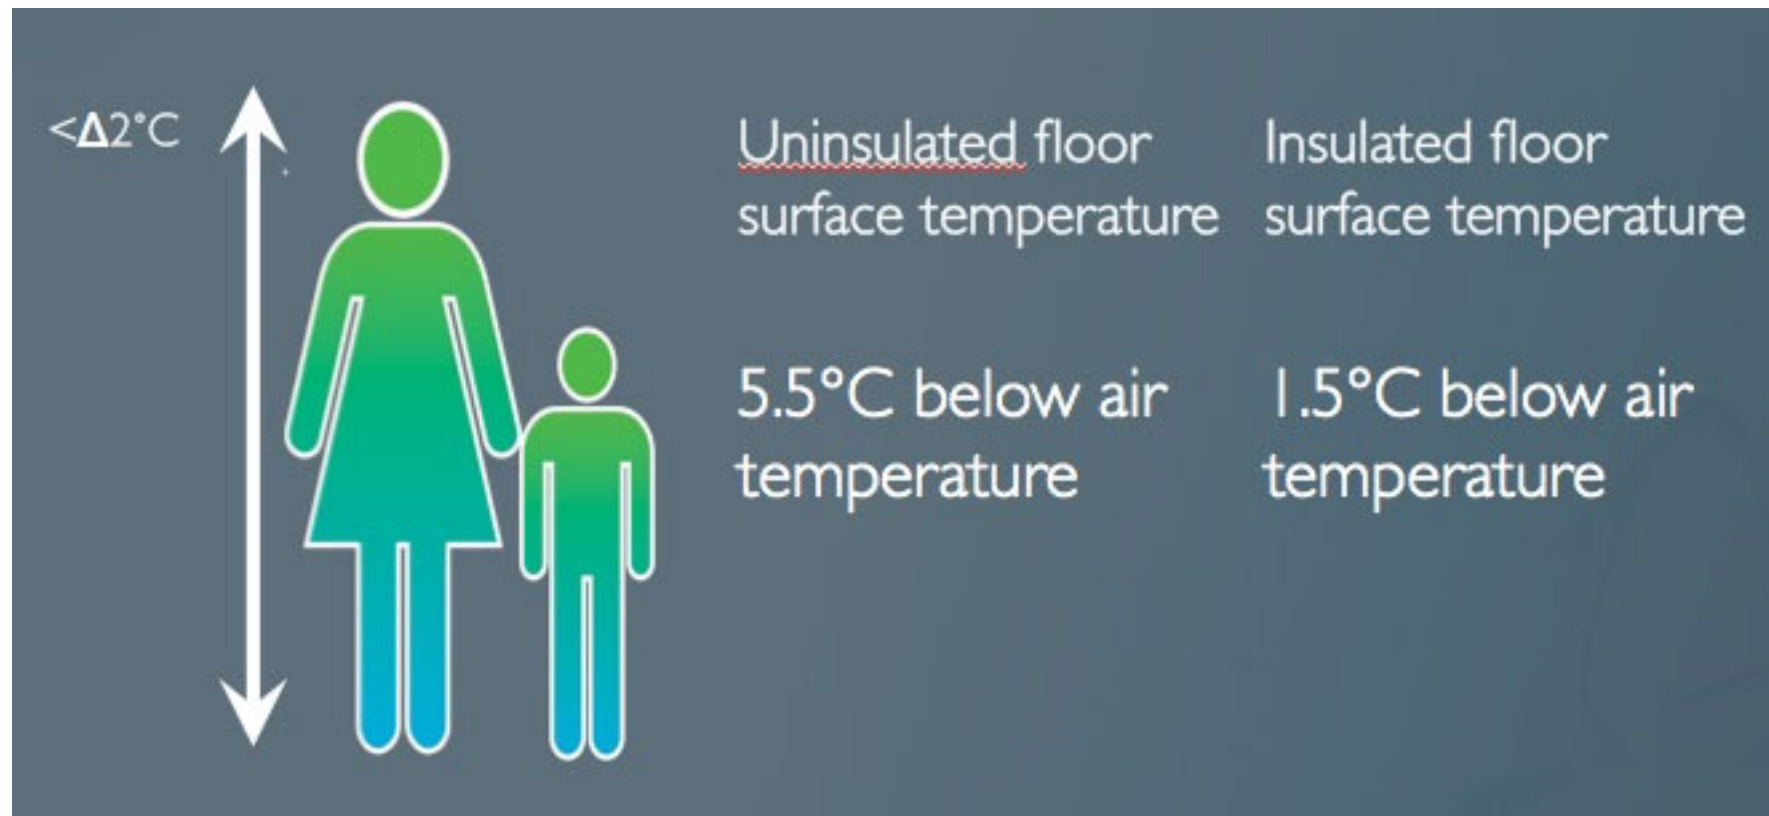 <Δ2°C
Uninsulated floor
surface temperature
Insulated floor
surface temperature
5.5°C below air
temperature
1.5°C below air
temperature